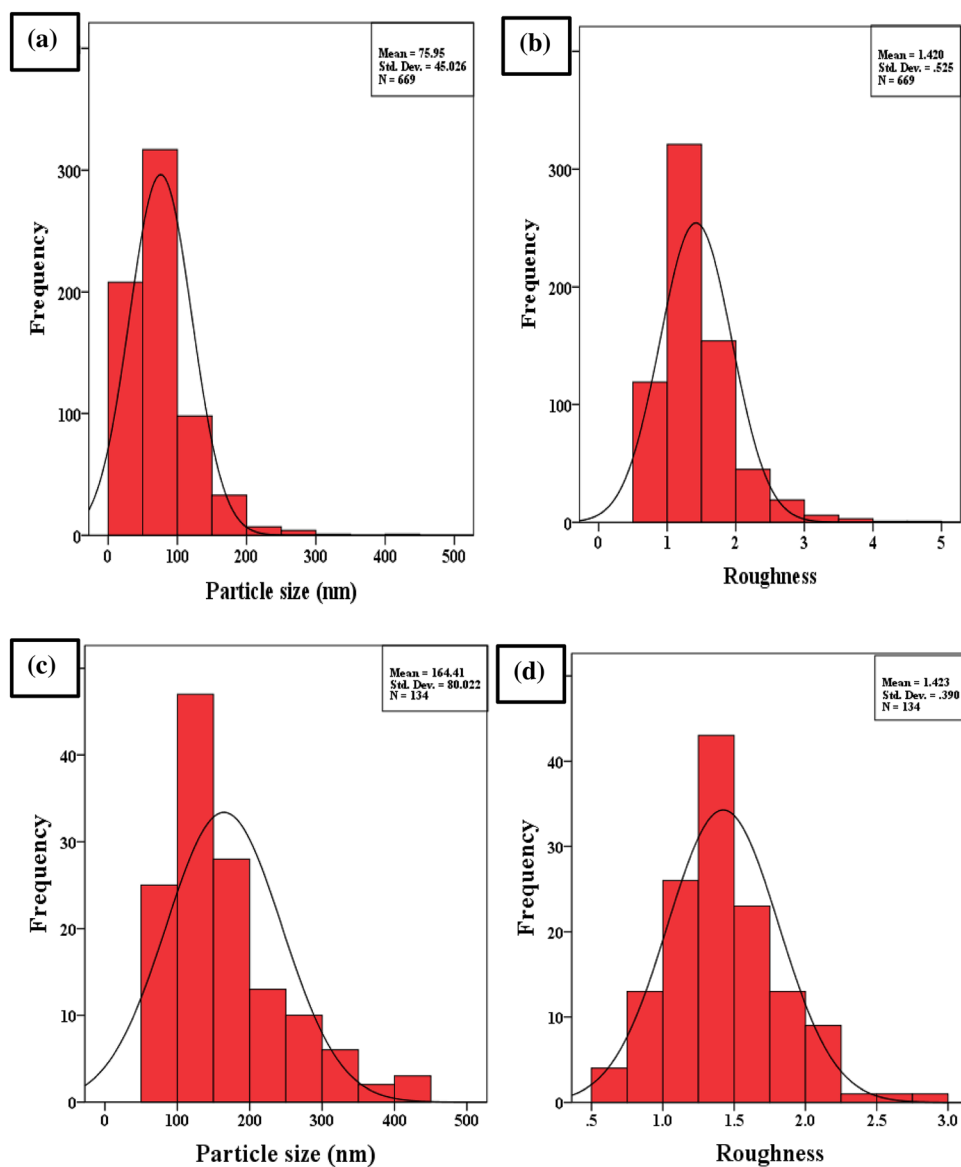 (a)
Mean = 75.95
Std. Dev. = 45.026
N = 669
Frequency
300
200
100
0
0 100 200 300 400 500
Particle size (nm)
(b)
Mean = 1.420
Std. Dev. = .525
N = 669
Frequency
300
200
100
0
0 1 2 3 4 5
Roughness
(c)
Mean = 164.41
Std. Dev. = 80.022
N = 134
Frequency
40
30
20
10
0
0 100 200 300 400 500
Particle size (nm)
(d)
Mean = 1.423
Std. Dev. = .390
N = 134
Frequency
40
30
20
10
0
.5 1.0 1.5 2.0 2.5 3.0
Roughness